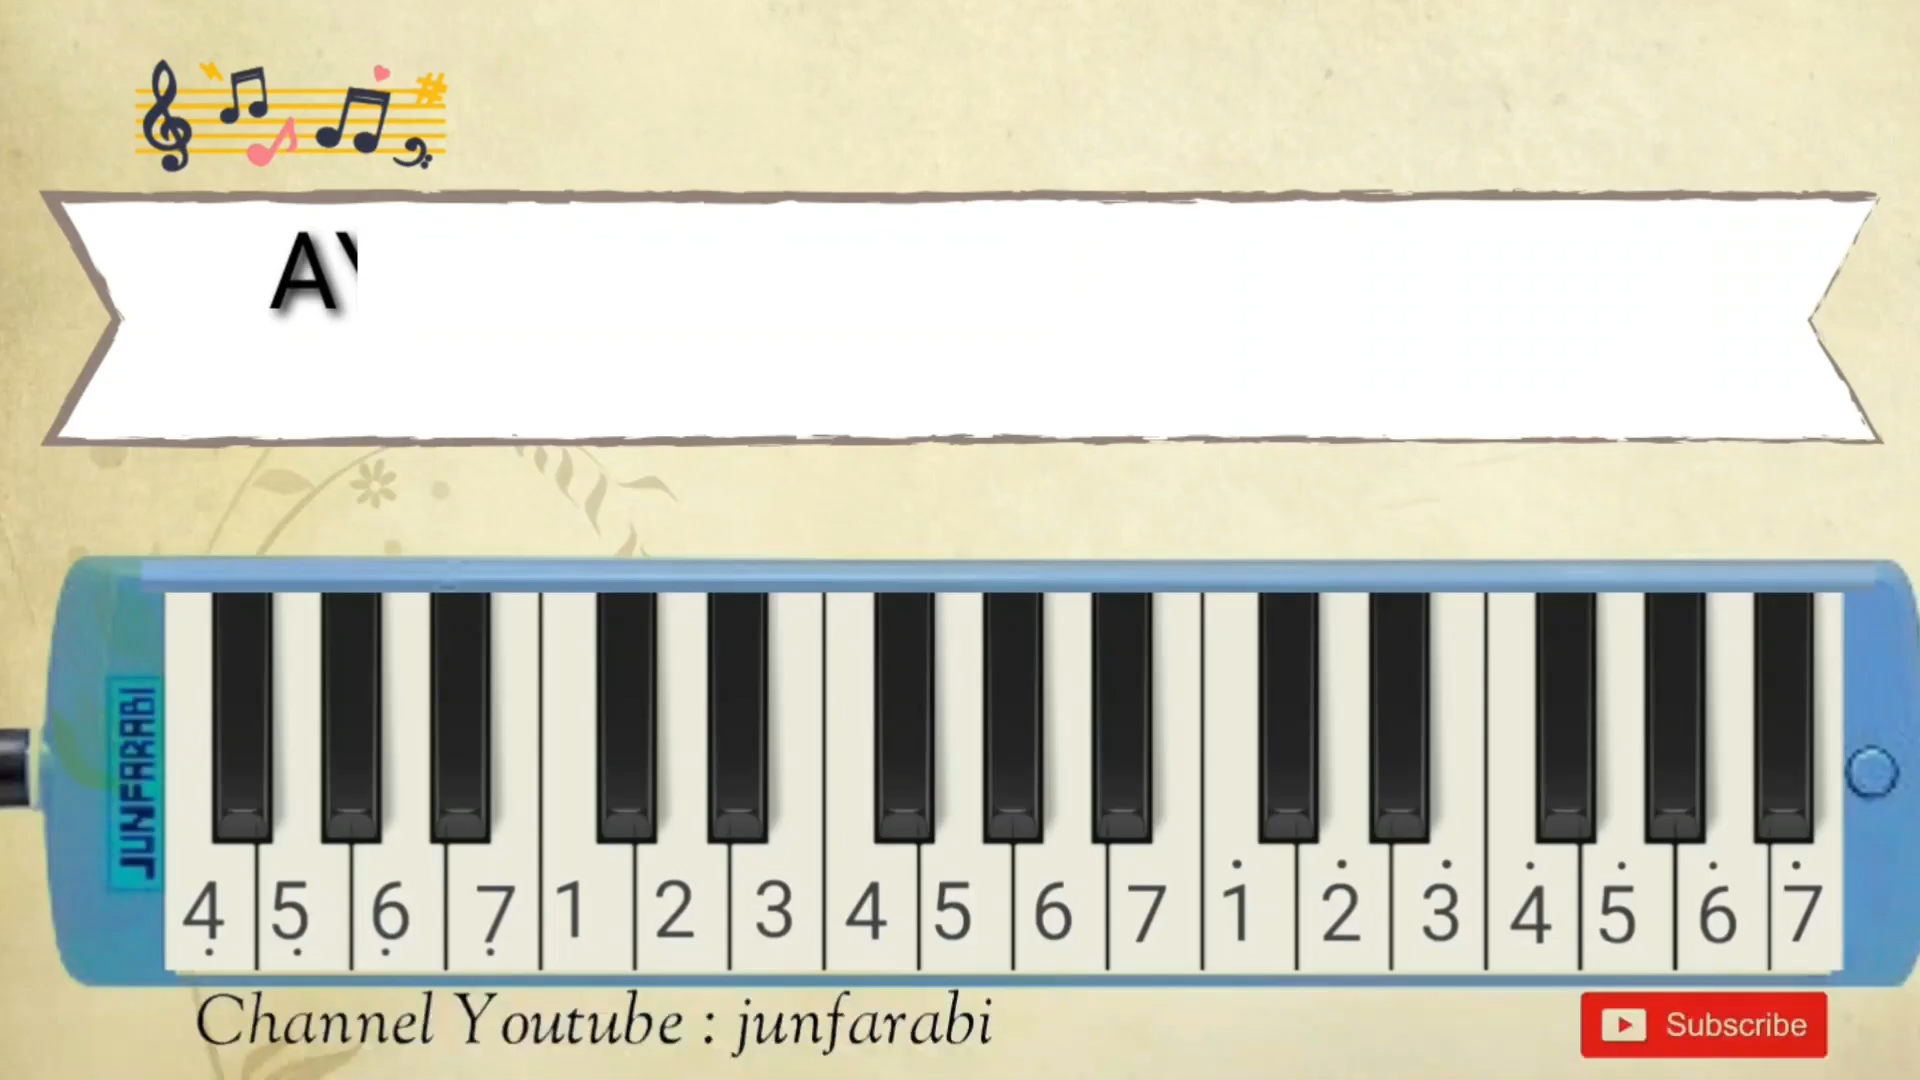 A
JUNFARABI
4̣ 5̣ 6̣ 7̣ 1 2 3 4 5 6 7 1̇ 2̇ 3̇ 4̇ 5̇ 6̇ 7̇
Channel Youtube : junfarabi
Subscribe